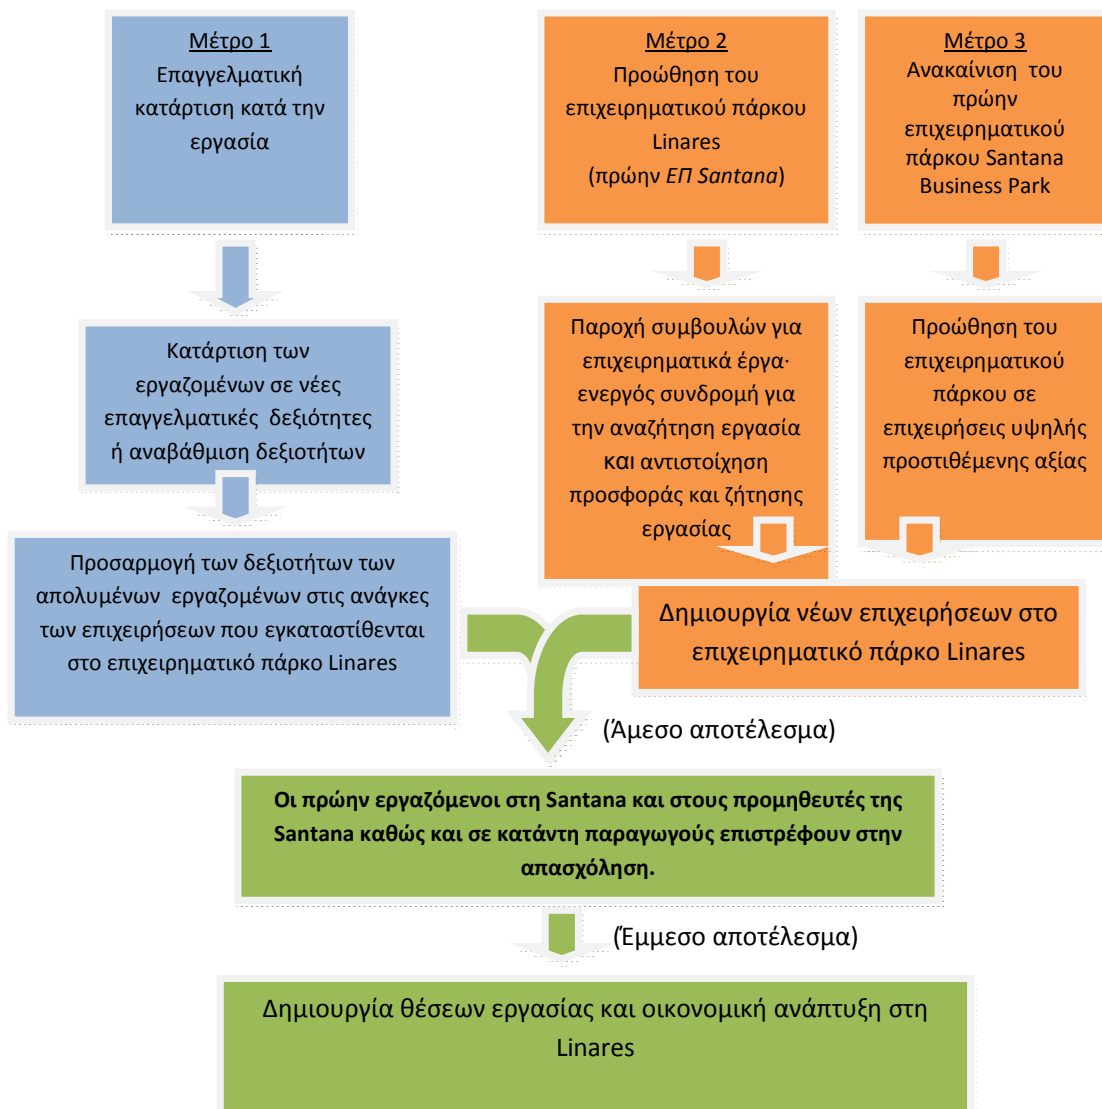 Μέτρο 1
Επαγγελματική
κατάρτιση κατά την
εργασία
Μέτρο 2
Προώθηση του
επιχειρηματικού πάρκου
Linares
(πρώην ΕΠ Santana)
Μέτρο 3
Ανακαίνιση του
πρώην
επιχειρηματικού
πάρκου Santana
Business Park
Κατάρτιση των
εργαζομένων σε νέες
επαγγελματικές δεξιότητες
ή αναβάθμιση δεξιοτήτων
Παροχή συμβουλών για
επιχειρηματικά έργα·
ενεργός συνδρομή για
την αναζήτηση εργασία
και αντιστοίχηση
προσφοράς και ζήτησης
εργασίας
Προώθηση του
επιχειρηματικού
πάρκου σε
επιχειρήσεις υψηλής
προστιθέμενης αξίας
Προσαρμογή των δεξιοτήτων των
απολυμένων εργαζομένων στις ανάγκες
των επιχειρήσεων που εγκαταστίθενται
στο επιχειρηματικό πάρκο Linares
Δημιουργία νέων επιχειρήσεων στο
επιχειρηματικό πάρκο Linares
(Άμεσο αποτέλεσμα)
Οι πρώην εργαζόμενοι στη Santana και στους προμηθευτές της
Santana καθώς και σε κατάντη παραγωγούς επιστρέφουν στην
απασχόληση.
(Έμμεσο αποτέλεσμα)
Δημιουργία θέσεων εργασίας και οικονομική ανάπτυξη στη
Linares